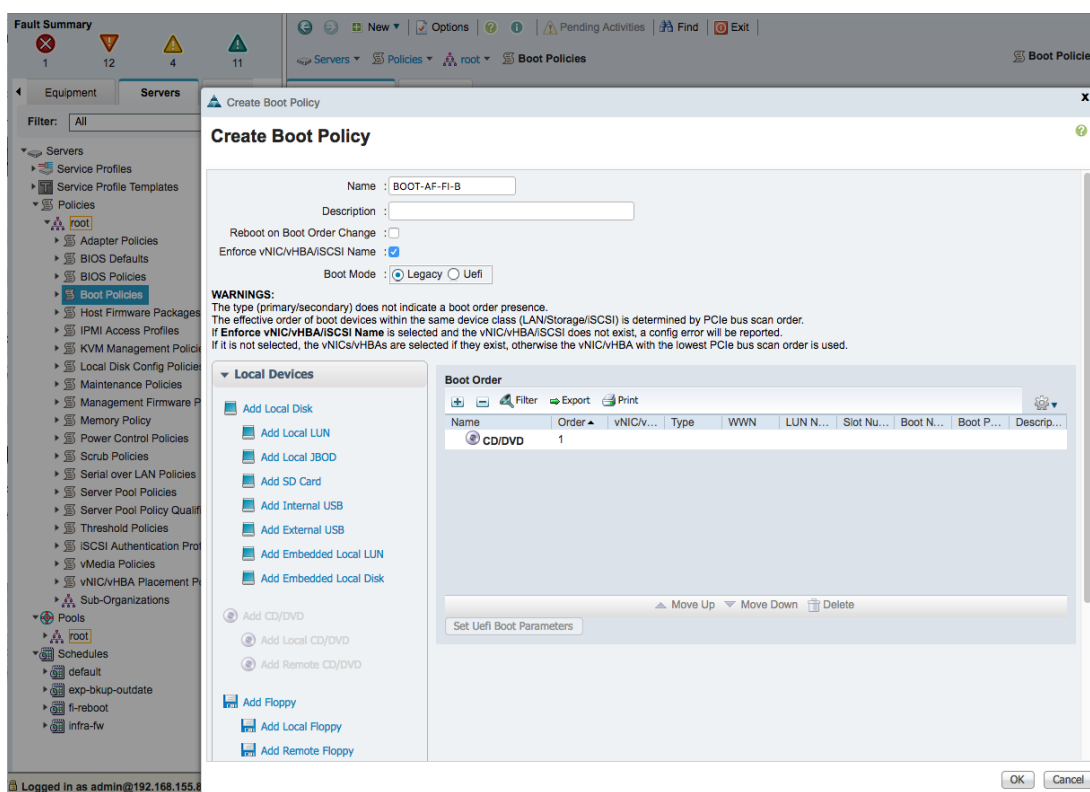 Fault Summary
1 12 4 11
New Options Pending Activities Find Exit
Servers Policies root Boot Policies
Boot Policie
Equipment Servers
Filter: All
Servers
Service Profiles
Service Profile Templates
Policies
root
Adapter Policies
BIOS Defaults
BIOS Policies
Boot Policies
Host Firmware Packages
IPMI Access Profiles
KVM Management Policie
Local Disk Config Policie
Maintenance Policies
Management Firmware P
Memory Policy
Power Control Policies
Scrub Policies
Serial over LAN Policies
Server Pool Policies
Server Pool Policy Qualifi
Threshold Policies
iSCSI Authentication Prof
vMedia Policies
vNIC/vHBA Placement Po
Sub-Organizations
Pools
root
Schedules
default
exp-bkup-outdate
fi-reboot
infra-fw
Logged in as admin@192.168.155.8
Create Boot Policy
x
Create Boot Policy
Name : BOOT-AF-FI-B
Description :
Reboot on Boot Order Change :
Enforce vNIC/vHBA/iSCSI Name :
Boot Mode : Legacy Uefi
WARNINGS:
The type (primary/secondary) does not indicate a boot order presence.
The effective order of boot devices within the same device class (LAN/Storage/iSCSI) is determined by PCIe bus scan order.
If Enforce vNIC/vHBA/iSCSI Name is selected and the vNIC/vHBA/iSCSI does not exist, a config error will be reported.
If it is not selected, the vNICs/vHBAs are selected if they exist, otherwise the vNIC/vHBA with the lowest PCIe bus scan order is used.
Local Devices
Add Local Disk
Add Local LUN
Add Local JBOD
Add SD Card
Add Internal USB
Add External USB
Add Embedded Local LUN
Add Embedded Local Disk
Add CD/DVD
Add Local CD/DVD
Add Remote CD/DVD
Add Floppy
Add Local Floppy
Add Remote Floppy
Boot Order
Filter Export Print
Name Order vNIC/v... Type WWN LUN N... Slot Nu... Boot N... Boot P... Descrip...
CD/DVD 1
Move Up Move Down Delete
Set Uefi Boot Parameters
OK Cancel